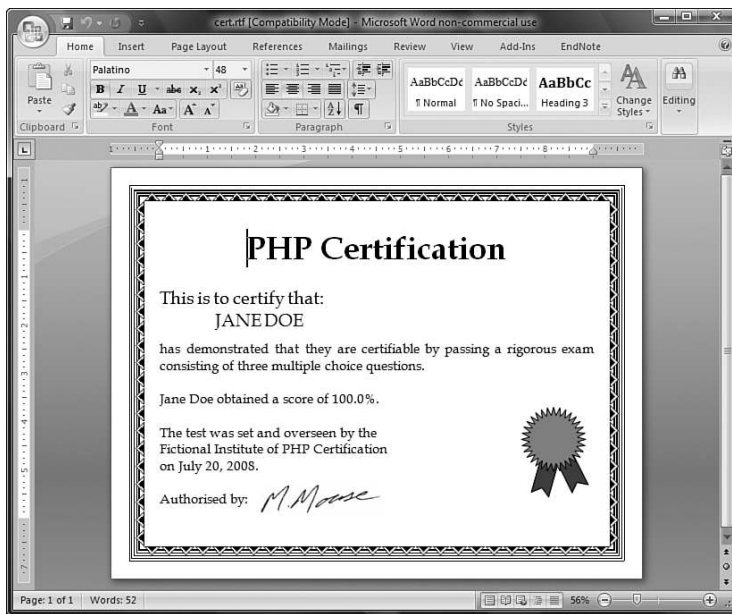 cert.rtf [Compatibility Mode] - Microsoft Word non-commercial use
Home Insert Page Layout References Mailings Review View Add-Ins EndNote
Palatino 48
AaBbCcDc AaBbCcDc AaBbCc
Paste
B I U abc x, x² Aa A A A
¶ Normal ¶ No Spaci... Heading 3 Change Styles Editing
Clipboard Font Paragraph Styles
PHP Certification
This is to certify that:
JANE DOE
has demonstrated that they are certifiable by passing a rigorous exam
consisting of three multiple choice questions.
Jane Doe obtained a score of 100.0%.
The test was set and overseen by the
Fictional Institute of PHP Certification
on July 20, 2008.
Authorised by: M. Mouse
Page: 1 of 1 Words: 52 56%